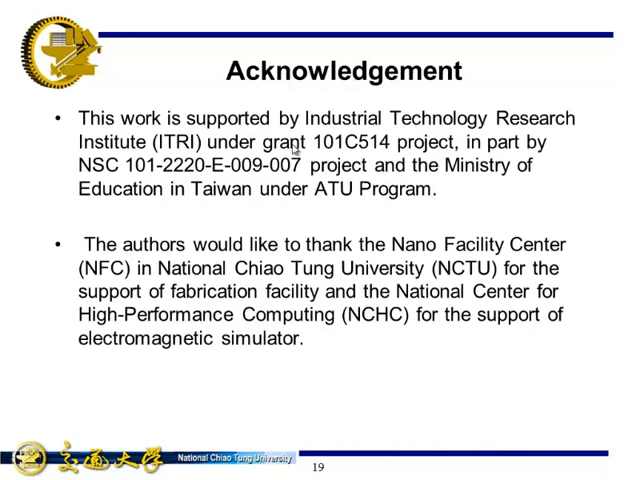 Acknowledgement
• This work is supported by Industrial Technology Research
Institute (ITRI) under grant 101C514 project, in part by
NSC 101-2220-E-009-007 project and the Ministry of
Education in Taiwan under ATU Program.
• The authors would like to thank the Nano Facility Center
(NFC) in National Chiao Tung University (NCTU) for the
support of fabrication facility and the National Center for
High-Performance Computing (NCHC) for the support of
electromagnetic simulator.
交通大學 National Chiao Tung University
19